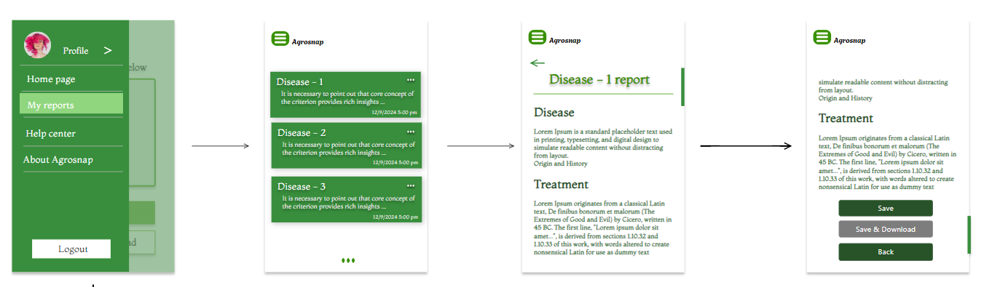 Profile >
elow
Home page
My reports
Help center
About Agrosnap
ad
Logout
Agrosnap
Disease – 1
...
It is necessary to point out that core concept of
the criterion provides rich insights ...
12/9/2024 5:00 pm
Disease – 2
...
It is necessary to point out that core concept of
the criterion provides rich insights ...
12/9/2024 5:00 pm
Disease – 3
...
It is necessary to point out that core concept of
the criterion provides rich insights ...
12/9/2024 5:00 pm
Agrosnap
Disease – 1 report
Disease
Lorem Ipsum is a standard placeholder text used
in printing, typesetting, and digital design to
simulate readable content without distracting
from layout.
Origin and History
Treatment
Lorem Ipsum originates from a classical Latin
text, De finibus bonorum et malorum (The
Extremes of Good and Evil) by Cicero, written in
45 BC. The first line, "Lorem ipsum dolor sit
amet...", is derived from sections 1.10.32 and
1.10.33 of this work, with words altered to create
nonsensical Latin for use as dummy text
Agrosnap
simulate readable content without distracting
from layout.
Origin and History
Treatment
Lorem Ipsum originates from a classical Latin
text, De finibus bonorum et malorum (The
Extremes of Good and Evil) by Cicero, written in
45 BC. The first line, "Lorem ipsum dolor sit
amet...", is derived from sections 1.10.32 and
1.10.33 of this work, with words altered to create
nonsensical Latin for use as dummy text
Save
Save & Download
Back